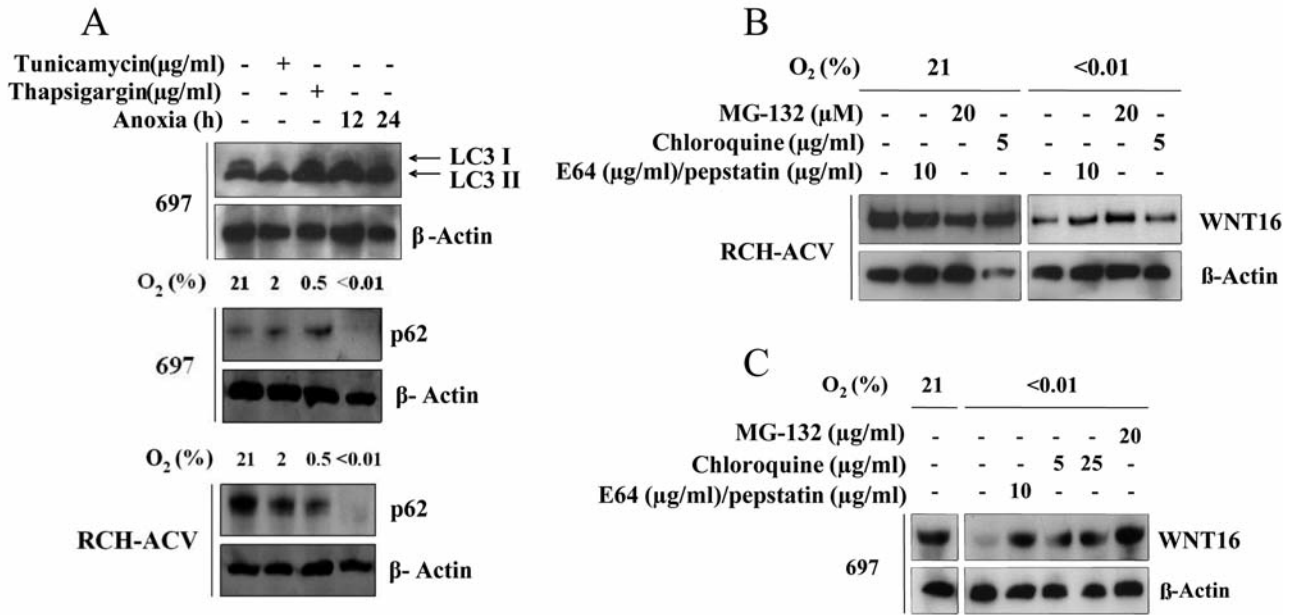 A
Tunicamycin(µg/ml) - + - - -
Thapsigargin(µg/ml) - - + - -
Anoxia (h) - - - 12 24
LC3 I
LC3 II
697
β -Actin
O2 (%) 21 2 0.5 <0.01
p62
697
β- Actin
O2 (%) 21 2 0.5 <0.01
p62
RCH-ACV
β- Actin
B
O2 (%) 21 <0.01
MG-132 (µM) - - 20 - - - 20 -
Chloroquine (µg/ml) - - - 5 - - - 5
E64 (µg/ml)/pepstatin (µg/ml) - 10 - - - 10 - -
WNT16
RCH-ACV
ß-Actin
C
O2 (%) 21 <0.01
MG-132 (µg/ml) - - - - - 20
Chloroquine (µg/ml) - - - 5 25 -
E64 (µg/ml)/pepstatin (µg/ml) - - 10 - - -
WNT16
697
ß-Actin